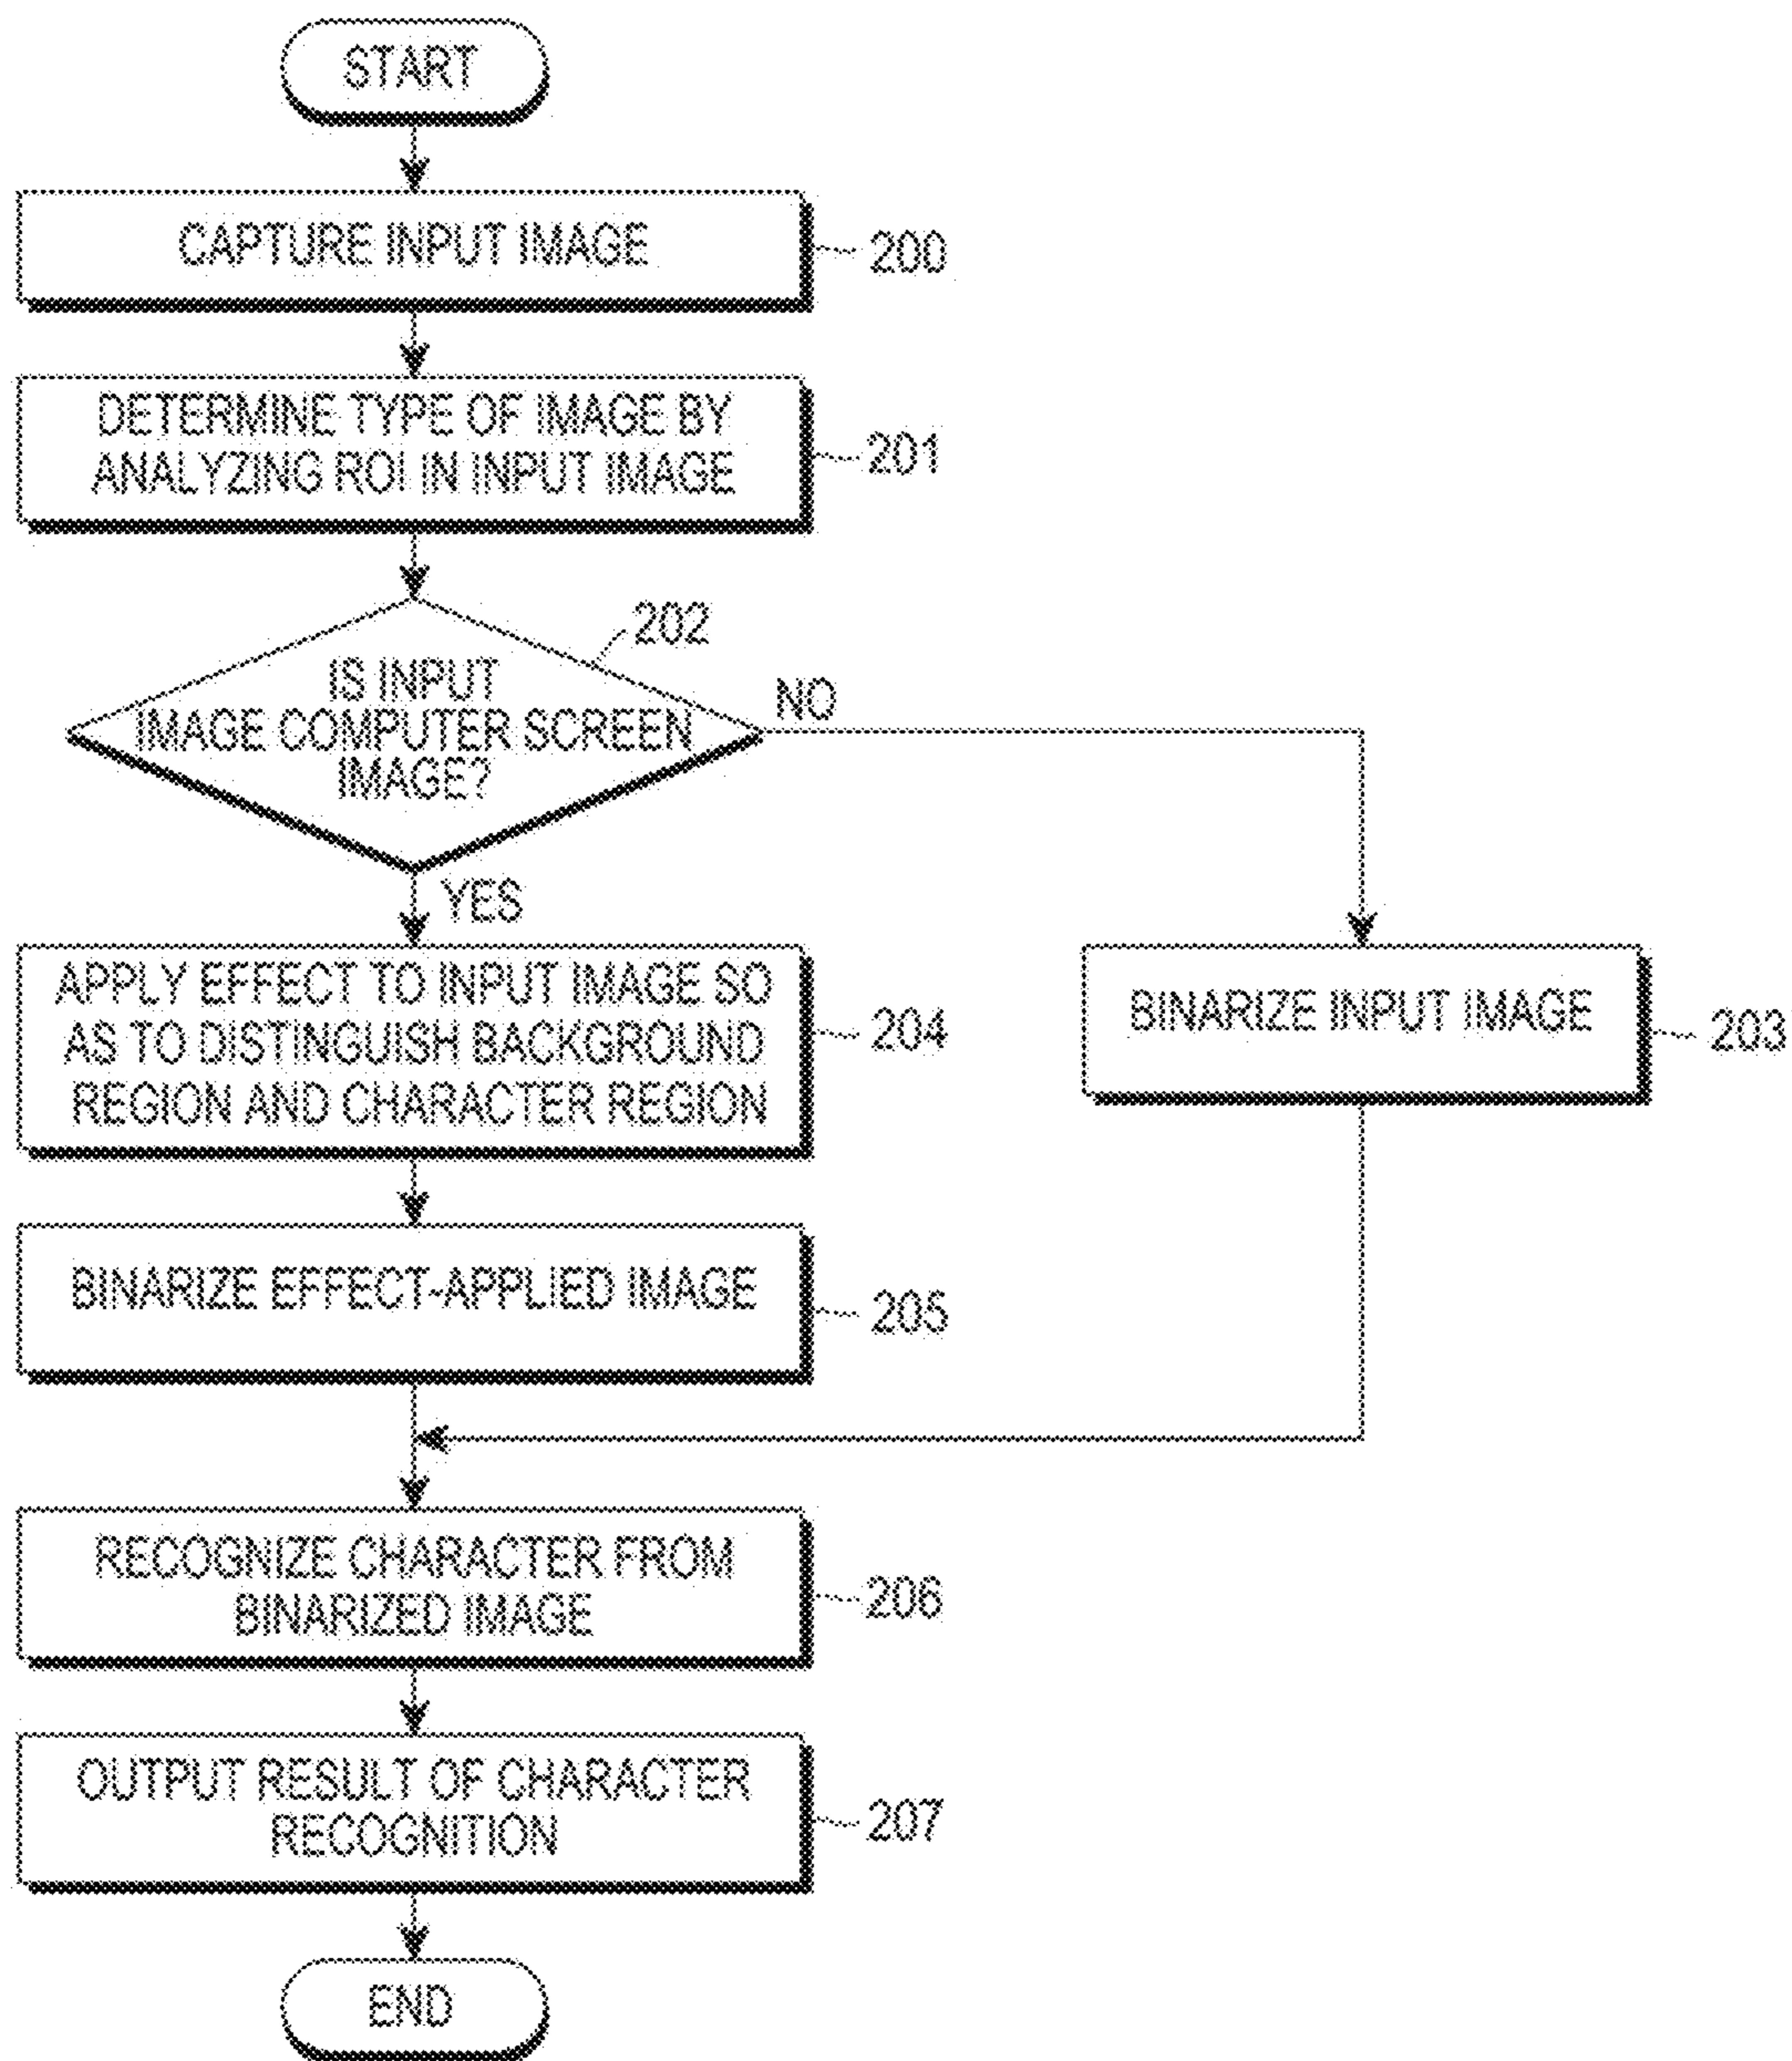 START
CAPTURE INPUT IMAGE
200
DETERMINE TYPE OF IMAGE BY
ANALYZING ROI IN INPUT IMAGE
201
202
IS INPUT
IMAGE COMPUTER SCREEN
IMAGE?
NO
YES
APPLY EFFECT TO INPUT IMAGE SO
AS TO DISTINGUISH BACKGROUND
REGION AND CHARACTER REGION
204
BINARIZE INPUT IMAGE
203
BINARIZE EFFECT-APPLIED IMAGE
205
RECOGNIZE CHARACTER FROM
BINARIZED IMAGE
206
OUTPUT RESULT OF CHARACTER
RECOGNITION
207
END